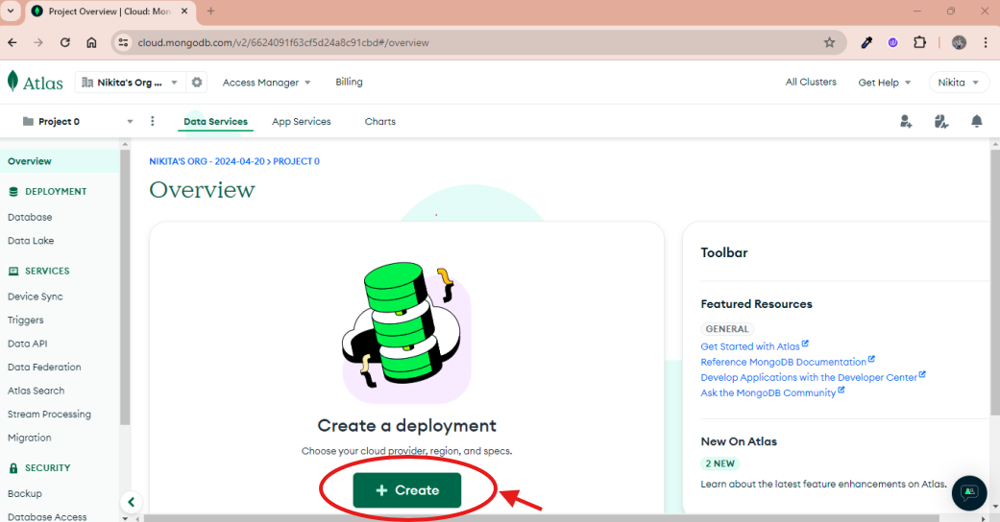 Project Overview | Cloud: Mon
cloud.mongodb.com/v2/6624091f63cf5d24a8c91cbd#/overview
Atlas
Nikita's Org ...
Access Manager
Billing
All Clusters
Get Help
Nikita
Project 0
Data Services
App Services
Charts
Overview
DEPLOYMENT
Database
Data Lake
SERVICES
Device Sync
Triggers
Data API
Data Federation
Atlas Search
Stream Processing
Migration
SECURITY
Backup
Database Access
NIKITA'S ORG - 2024-04-20 > PROJECT 0
Overview
Create a deployment
Choose your cloud provider, region, and specs.
+ Create
Toolbar
Featured Resources
GENERAL
Get Started with Atlas
Reference MongoDB Documentation
Develop Applications with the Developer Center
Ask the MongoDB Community
New On Atlas
2 NEW
Learn about the latest feature enhancements on Atlas.